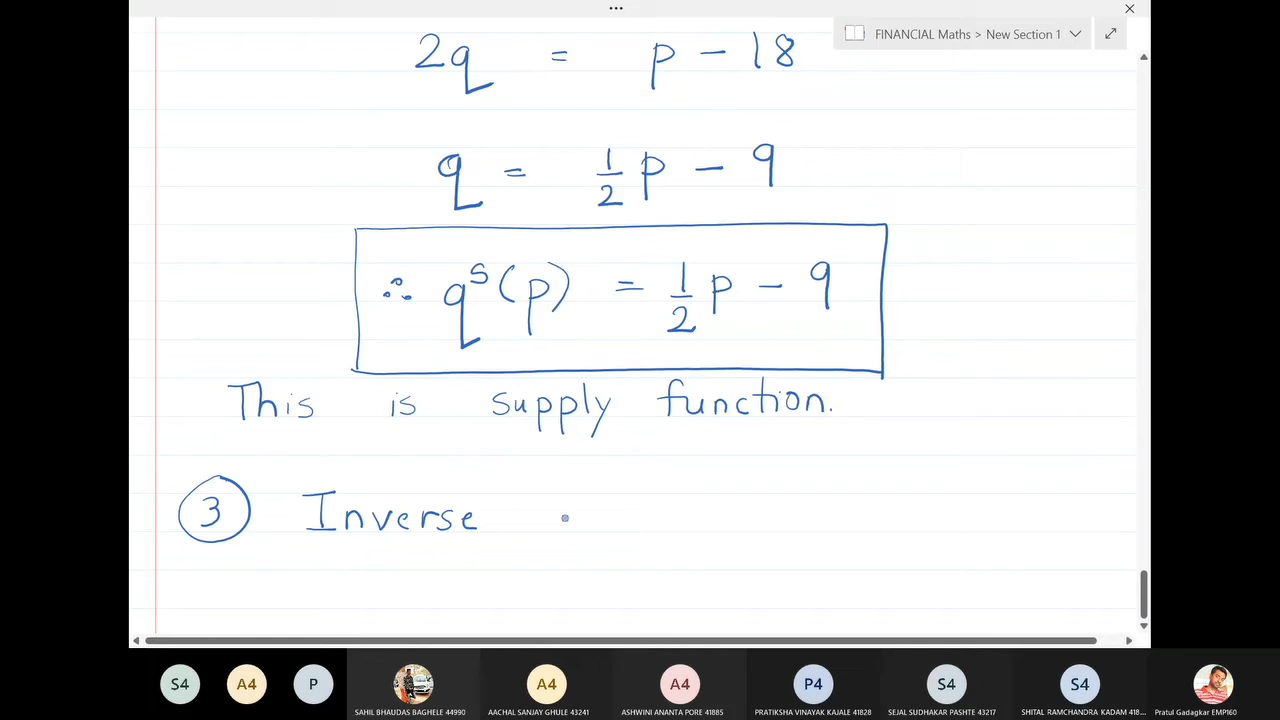 FINANCIAL Maths > New Section 1
2q = p - 18
q = 1/2 p - 9
∴ q^s(p) = 1/2 p - 9
This is supply function.
③ Inverse
S4 A4 P A4 A4 P4 S4 S4
SAHIL BHAUDAS BAGHELE 44990 AACHAL SANJAY GHULE 43241 ASHWINI ANANTA PORE 41885 PRATIKSHA VINAYAK KAJALE 41828 SEJAL SUDHAKAR PASHTE 43217 SHITAL RAMCHANDRA KADAM 418... Pratul Gadagkar EMP160